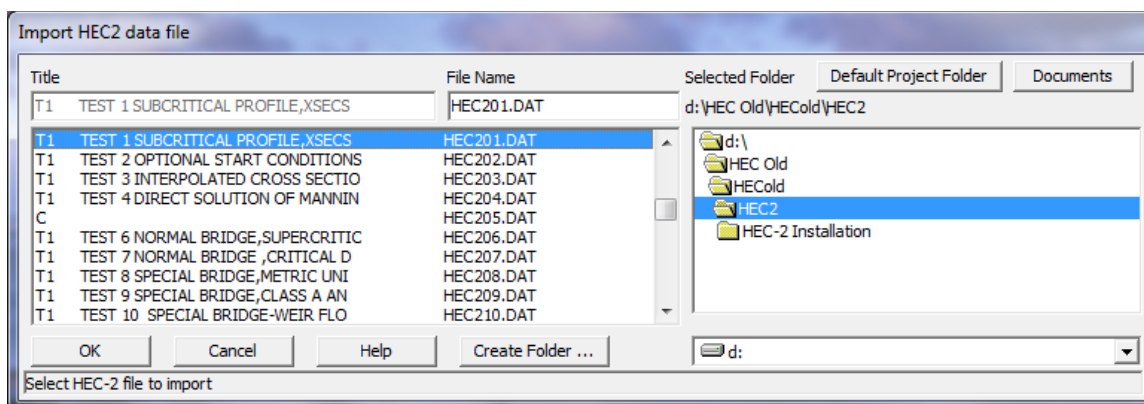 Import HEC2 data file
Title File Name Selected Folder Default Project Folder Documents
T1 TEST 1 SUBCRITICAL PROFILE,XSECS HEC201.DAT d:\HEC Old\HECold\HEC2
T1 TEST 1 SUBCRITICAL PROFILE,XSECS HEC201.DAT
T1 TEST 2 OPTIONAL START CONDITIONS HEC202.DAT
T1 TEST 3 INTERPOLATED CROSS SECTIO HEC203.DAT
T1 TEST 4 DIRECT SOLUTION OF MANNIN HEC204.DAT
C HEC205.DAT
T1 TEST 6 NORMAL BRIDGE,SUPERCRITIC HEC206.DAT
T1 TEST 7 NORMAL BRIDGE ,CRITICAL D HEC207.DAT
T1 TEST 8 SPECIAL BRIDGE,METRIC UNI HEC208.DAT
T1 TEST 9 SPECIAL BRIDGE,CLASS A AN HEC209.DAT
T1 TEST 10 SPECIAL BRIDGE-WEIR FLO HEC210.DAT
d:\
HEC Old
HECold
HEC2
HEC-2 Installation
OK Cancel Help Create Folder ... d:
Select HEC-2 file to import